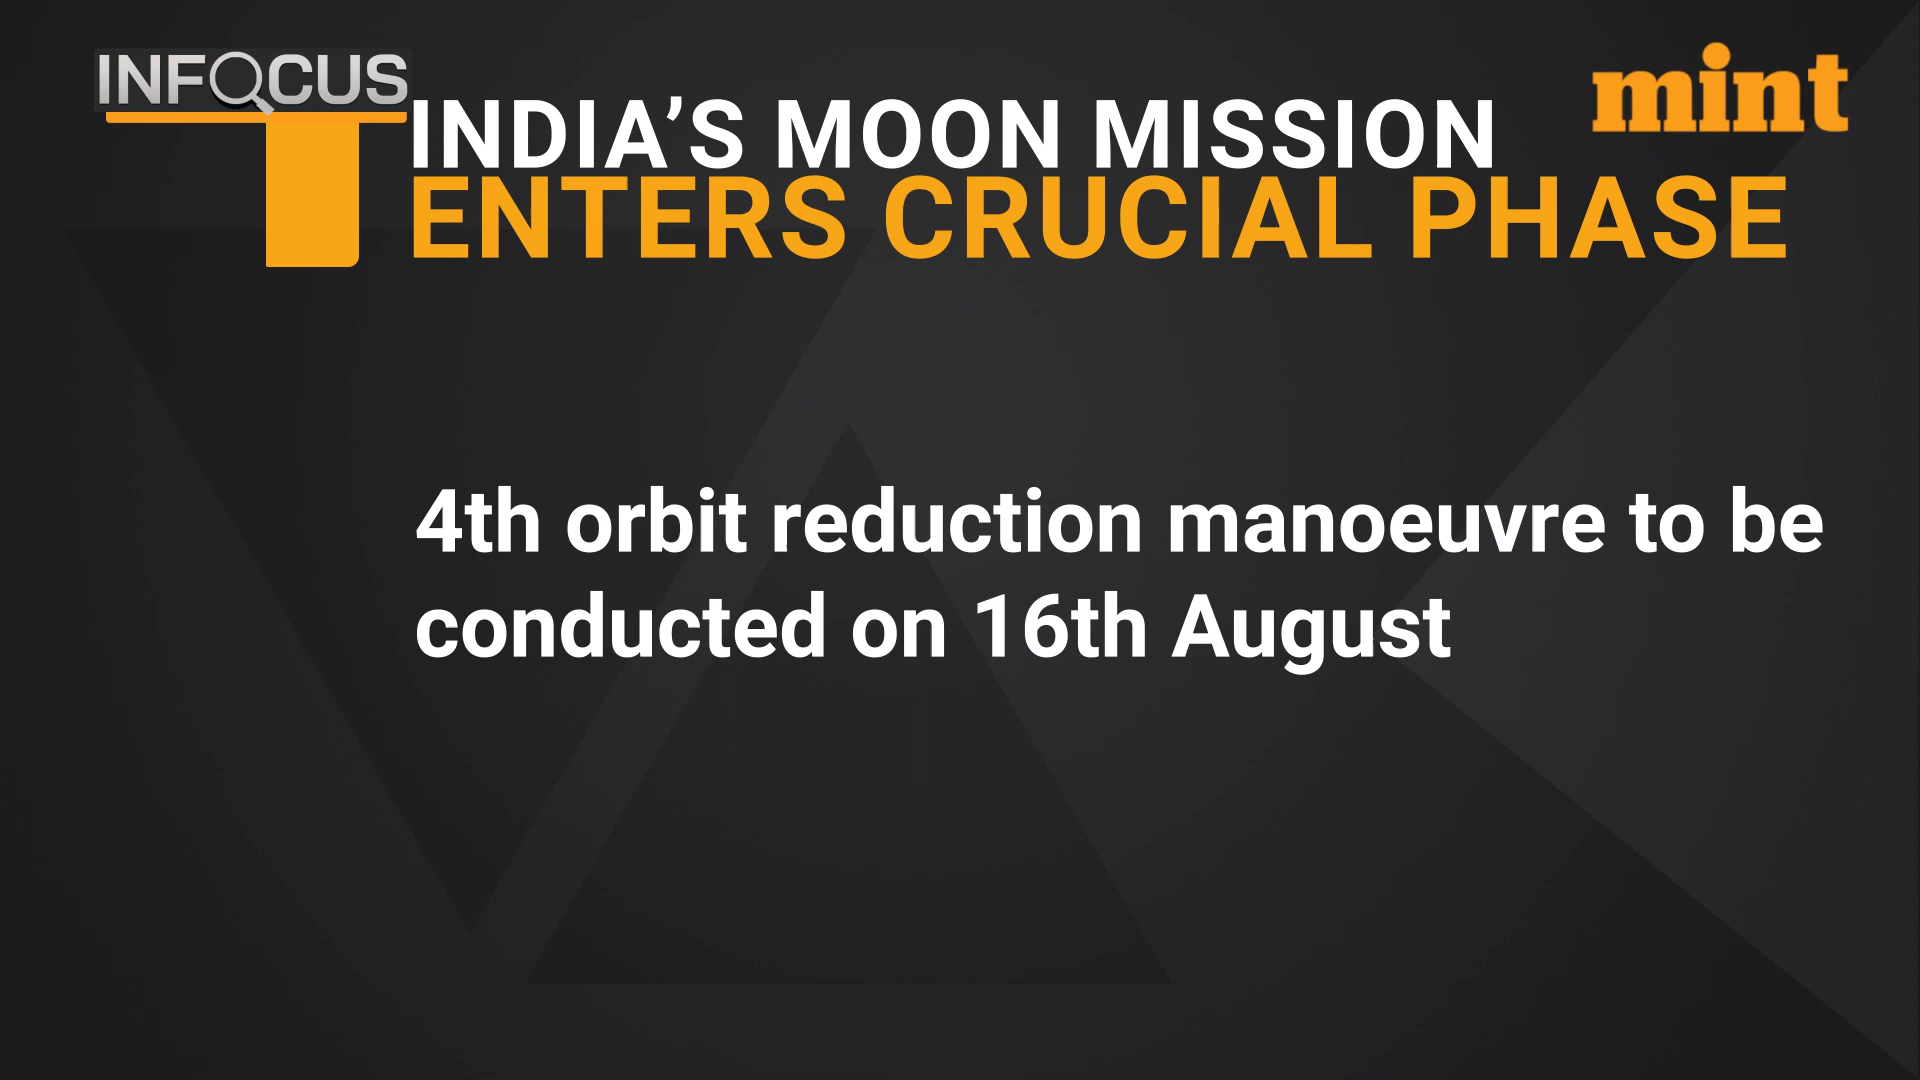 INFOCUS
mint
INDIA’S MOON MISSION
ENTERS CRUCIAL PHASE
4th orbit reduction manoeuvre to be
conducted on 16th August